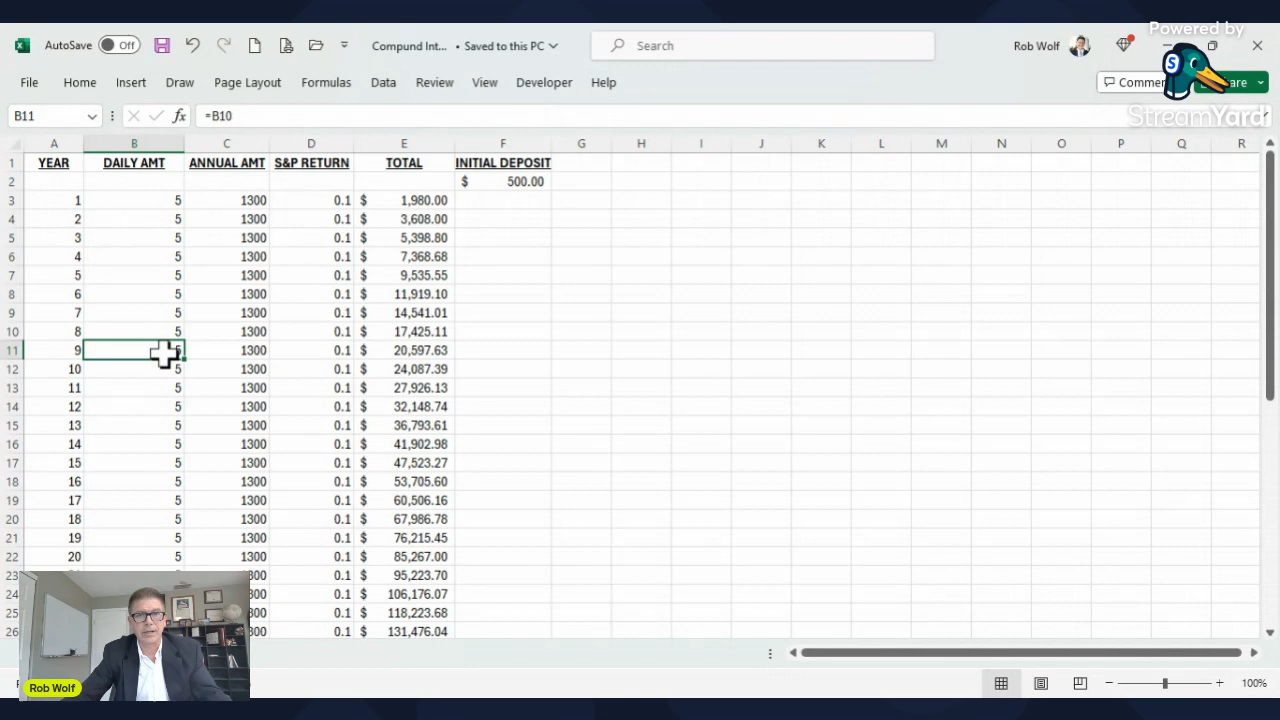 Powered by
StreamYard
AutoSave Off Compund Int... • Saved to this PC Search Rob Wolf
File Home Insert Draw Page Layout Formulas Data Review View Developer Help
B11 fx =B10
A B C D E F G H I J K L M N O P Q R
1 YEAR DAILY AMT ANNUAL AMT S&P RETURN TOTAL INITIAL DEPOSIT
2 $ 500.00
3 1 5 1300 0.1 $ 1,980.00
4 2 5 1300 0.1 $ 3,608.00
5 3 5 1300 0.1 $ 5,398.80
6 4 5 1300 0.1 $ 7,368.68
7 5 5 1300 0.1 $ 9,535.55
8 6 5 1300 0.1 $ 11,919.10
9 7 5 1300 0.1 $ 14,541.01
10 8 5 1300 0.1 $ 17,425.11
11 9 5 1300 0.1 $ 20,597.63
12 10 5 1300 0.1 $ 24,087.39
13 11 5 1300 0.1 $ 27,926.13
14 12 5 1300 0.1 $ 32,148.74
15 13 5 1300 0.1 $ 36,793.61
16 14 5 1300 0.1 $ 41,902.98
17 15 5 1300 0.1 $ 47,523.27
18 16 5 1300 0.1 $ 53,705.60
19 17 5 1300 0.1 $ 60,506.16
20 18 5 1300 0.1 $ 67,986.78
21 19 5 1300 0.1 $ 76,215.45
22 20 5 1300 0.1 $ 85,267.00
23 300 0.1 $ 95,223.70
24 300 0.1 $ 106,176.07
25 300 0.1 $ 118,223.68
26 300 0.1 $ 131,476.04
Rob Wolf
100%